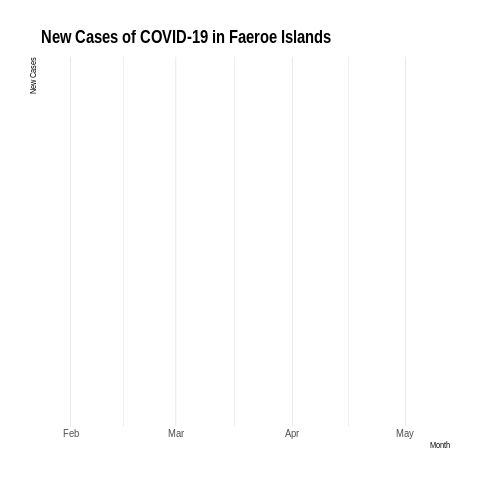 New Cases of COVID-19 in Faeroe Islands
New Cases
Feb Mar Apr May
Month